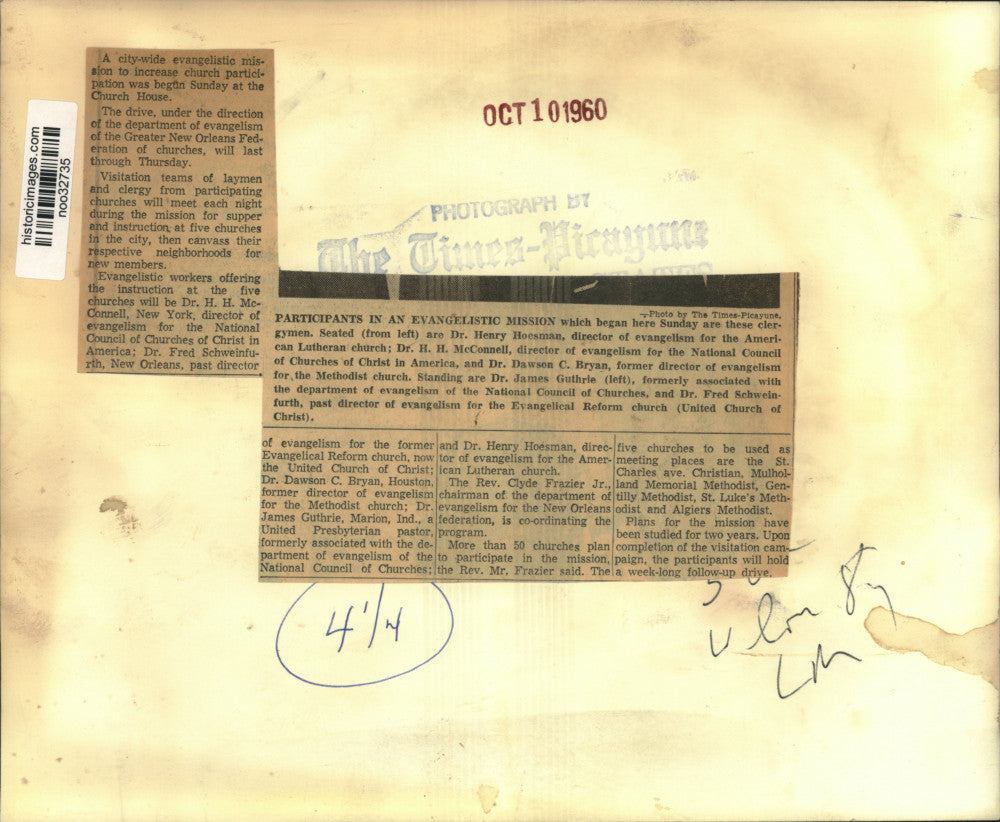 A city-wide evangelistic mis-
sion to increase church partici-
pation was begun Sunday at the
Church House.
The drive, under the direction
of the department of evangelism
of the Greater New Orleans Fed-
eration of churches, will last
through Thursday.
Visitation teams of laymen
and clergy from participating
churches will meet each night
during the mission for supper
and instruction at five churches
in the city, then canvass their
respective neighborhoods for
new members.
Evangelistic workers offering
the instruction at the five
churches will be Dr. H. H. Mc-
Connell, New York, director of
evangelism for the National
Council of Churches of Christ in
America; Dr. Fred Schweinfu-
rth, New Orleans, past director
historicimages.com
noo32735
OCT 10 1960
PHOTOGRAPH BY
The Times-Picayune
—Photo by The Times-Picayune.
PARTICIPANTS IN AN EVANGELISTIC MISSION which began here Sunday are these cler-
gymen. Seated (from left) are Dr. Henry Hoesman, director of evangelism for the Ameri-
can Lutheran church; Dr. H. H. McConnell, director of evangelism for the National Council
of Churches of Christ in America, and Dr. Dawson C. Bryan, former director of evangelism
for the Methodist church. Standing are Dr. James Guthrie (left), formerly associated with
the department of evangelism of the National Council of Churches, and Dr. Fred Schwein-
furth, past director of evangelism for the Evangelical Reform church (United Church of
Christ).
of evangelism for the former
Evangelical Reform church, now
the United Church of Christ;
Dr. Dawson C. Bryan, Houston,
former director of evangelism
for the Methodist church; Dr.
James Guthrie, Marion, Ind., a
United Presbyterian pastor,
formerly associated with the de-
partment of evangelism of the
National Council of Churches;
and Dr. Henry Hoesman, direc-
tor of evangelism for the Amer-
ican Lutheran church.
The Rev. Clyde Frazier Jr.,
chairman of the department of
evangelism for the New Orleans
federation, is co-ordinating the
program.
More than 50 churches plan
to participate in the mission,
the Rev. Mr. Frazier said. The
five churches to be used as
meeting places are the St.
Charles ave. Christian, Mulhol-
land Memorial Methodist, Gen-
tilly Methodist, St. Luke's Meth-
odist and Algiers Methodist.
Plans for the mission have
been studied for two years. Upon
completion of the visitation cam-
paign, the participants will hold
a week-long follow-up drive.